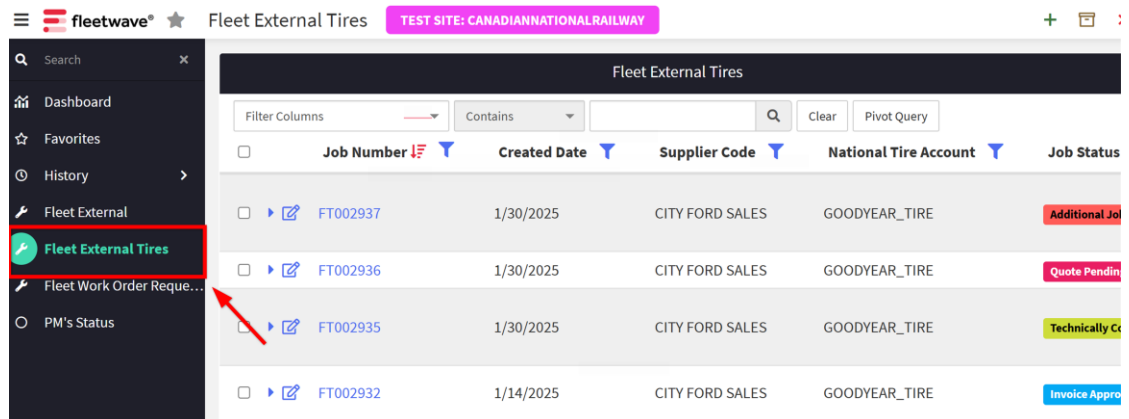 fleetwave® Fleet External Tires TEST SITE: CANADIANNATIONALRAILWAY
Search
Dashboard
Favorites
History
Fleet External
Fleet External Tires
Fleet Work Order Reque...
PM's Status
Fleet External Tires
Filter Columns Contains Clear Pivot Query
Job Number Created Date Supplier Code National Tire Account Job Status
FT002937 1/30/2025 CITY FORD SALES GOODYEAR_TIRE Additional Jo
FT002936 1/30/2025 CITY FORD SALES GOODYEAR_TIRE Quote Pendin
FT002935 1/30/2025 CITY FORD SALES GOODYEAR_TIRE Technically Co
FT002932 1/14/2025 CITY FORD SALES GOODYEAR_TIRE Invoice Appro